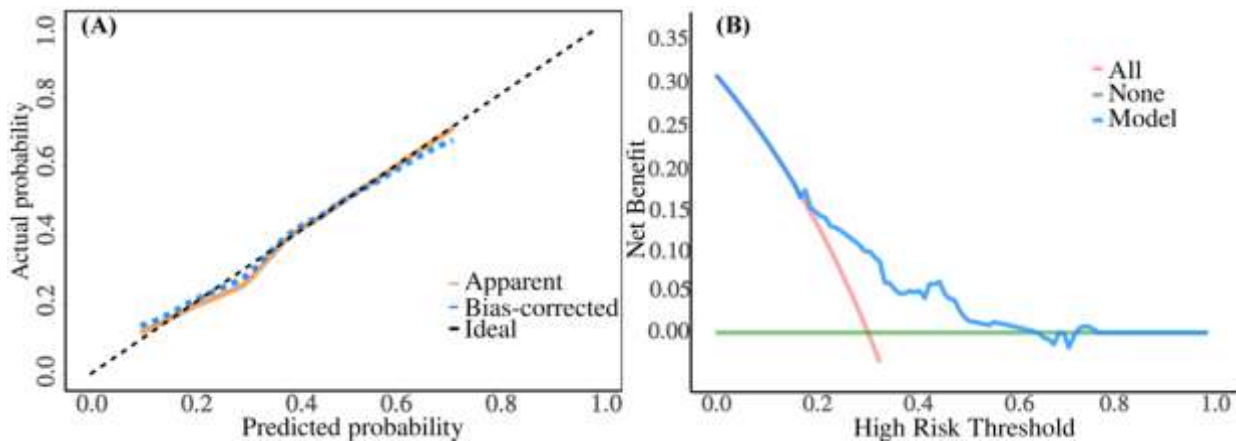 (A)
Actual probability
1.0
0.8
0.6
0.4
0.2
0.0
Apparent
Bias-corrected
Ideal
0.0 0.2 0.4 0.6 0.8 1.0
Predicted probability
(B)
Net Benefit
0.35
0.30
0.25
0.20
0.15
0.10
0.05
0.00
All
None
Model
0.0 0.2 0.4 0.6 0.8 1.0
High Risk Threshold